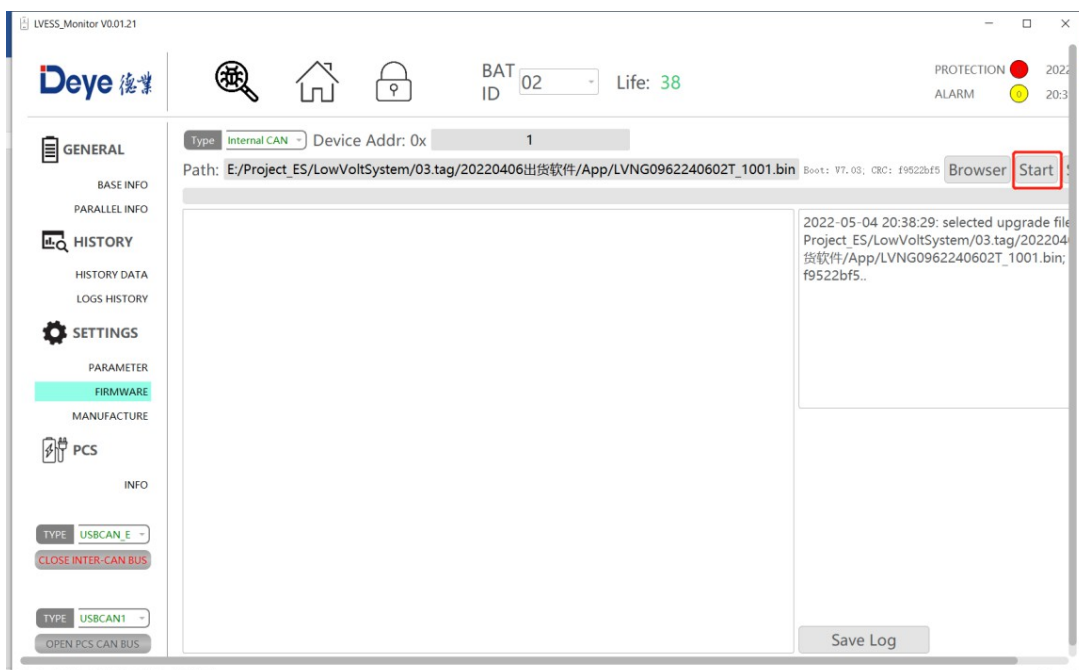 LVESS_Monitor V0.01.21
Deye 德業
BAT ID 02
Life: 38
PROTECTION 2022
ALARM 0 20:3
GENERAL
BASE INFO
PARALLEL INFO
HISTORY
HISTORY DATA
LOGS HISTORY
SETTINGS
PARAMETER
FIRMWARE
MANUFACTURE
PCS
INFO
TYPE USBCAN_E
CLOSE INTER-CAN BUS
TYPE USBCAN1
OPEN PCS CAN BUS
Type Internal CAN Device Addr: 0x 1
Path: E:/Project_ES/LowVoltSystem/03.tag/20220406出货软件/App/LVNG0962240602T_1001.bin Boot: V7.03; CRC: f9522bf5 Browser Start
2022-05-04 20:38:29: selected upgrade file
Project_ES/LowVoltSystem/03.tag/202204
货软件/App/LVNG0962240602T_1001.bin;
f9522bf5..
Save Log